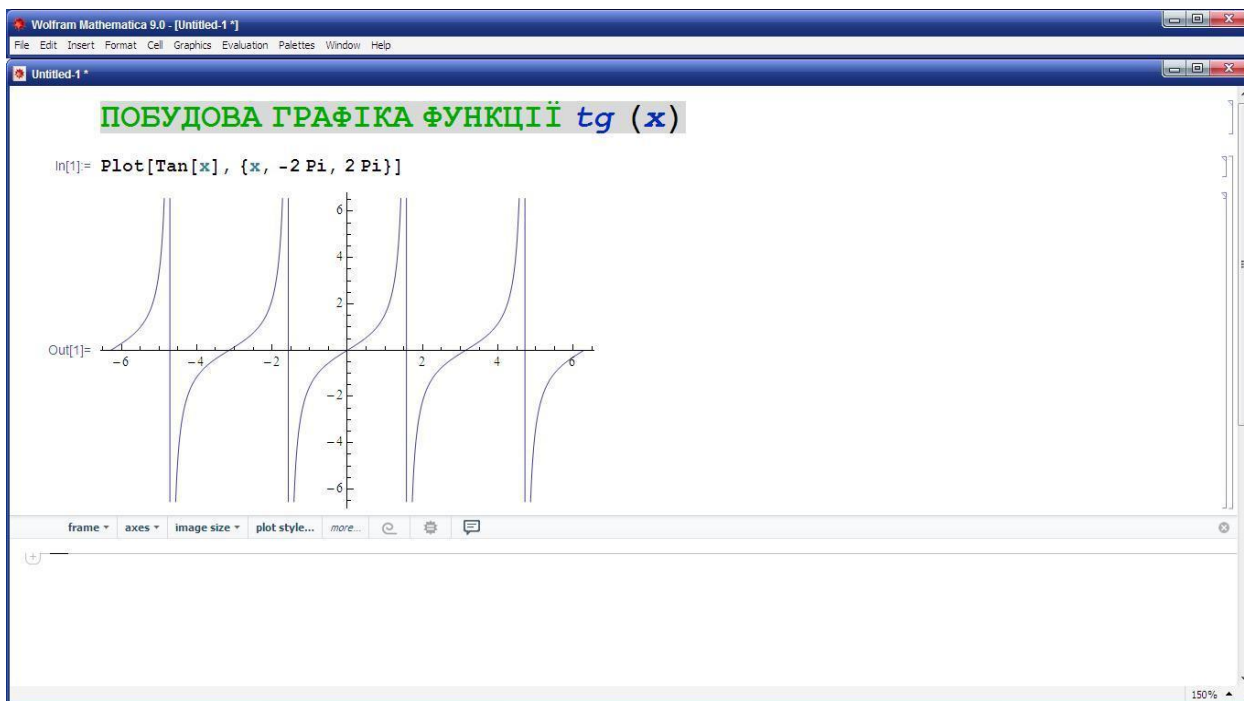 Wolfram Mathematica 9.0 - [Untitled-1 *]
File Edit Insert Format Cell Graphics Evaluation Palettes Window Help
Untitled-1 *
ПОБУДОВА ГРАФІКА ФУНКЦІЇ tg (x)
In[1]:= Plot[Tan[x], {x, -2 Pi, 2 Pi}]
6
4
2
Out[1]=
-6 -4 -2 2 4 6
-2
-4
-6
frame axes image size plot style... more...
150%